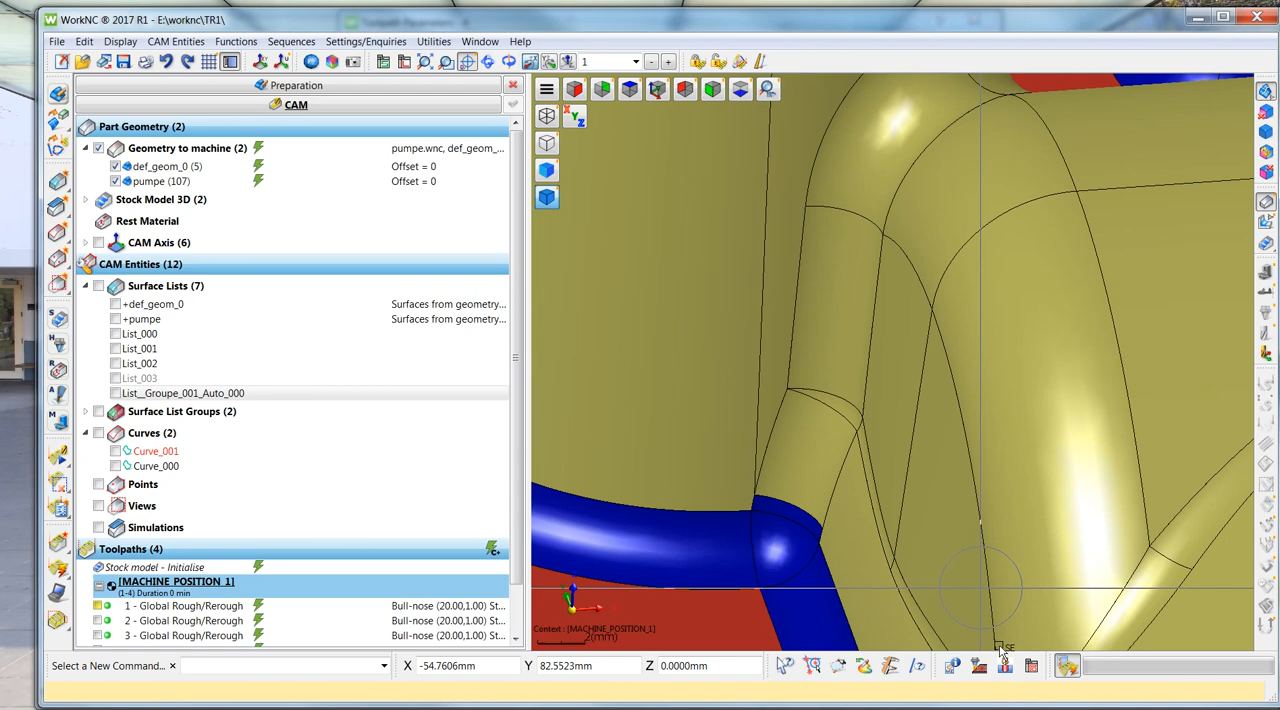 WorkNC ® 2017 R1 - E:\worknc\TR1\
File Edit Display CAM Entities Functions Sequences Settings/Enquiries Utilities Window Help
1
Preparation
CAM
Part Geometry (2)
Geometry to machine (2) pumpe.wnc, def_geom_...
def_geom_0 (5) Offset = 0
pumpe (107) Offset = 0
Stock Model 3D (2)
Rest Material
CAM Axis (6)
CAM Entities (12)
Surface Lists (7)
+def_geom_0 Surfaces from geometry...
+pumpe Surfaces from geometry...
List_000
List_001
List_002
List_003
List__Groupe_001_Auto_000
Surface List Groups (2)
Curves (2)
Curve_001
Curve_000
Points
Views
Simulations
Toolpaths (4)
Stock model - Initialise
[MACHINE_POSITION_1]
(1-4) Duration 0 min
1 - Global Rough/Rerough Bull-nose (20.00,1.00) St...
2 - Global Rough/Rerough Bull-nose (20.00,1.00) St...
3 - Global Rough/Rerough Bull-nose (20.00,1.00) St...
X
Y
Z
Context : [MACHINE_POSITION_1]
2(mm)
SE
Select a New Command... X -54.7606mm Y 82.5523mm Z 0.0000mm